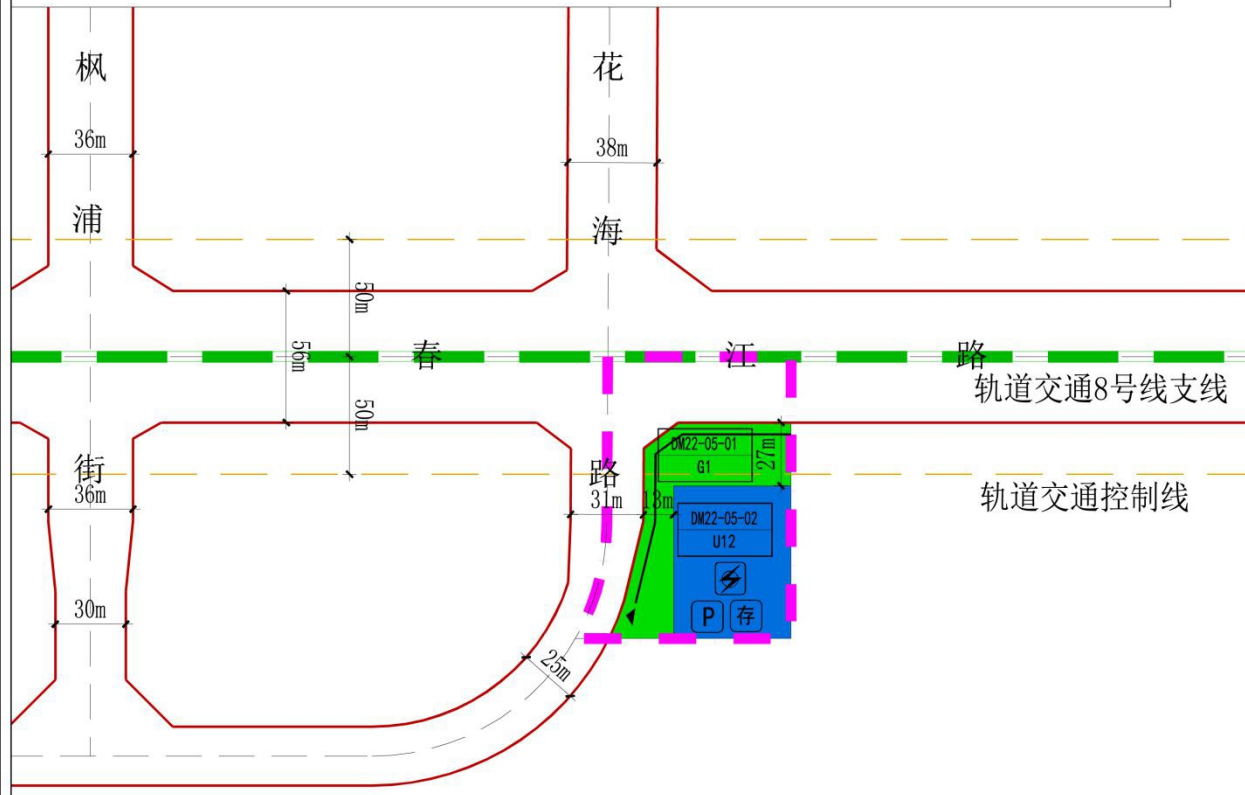 枫
浦
街
36m
36m
30m
花
海
路
38m
50m
56m
50m
春
江
路
轨道交通8号线支线
轨道交通控制线
31m
13m
27m
DM22-05-01
G1
DM22-05-02
U12
P
存
25m